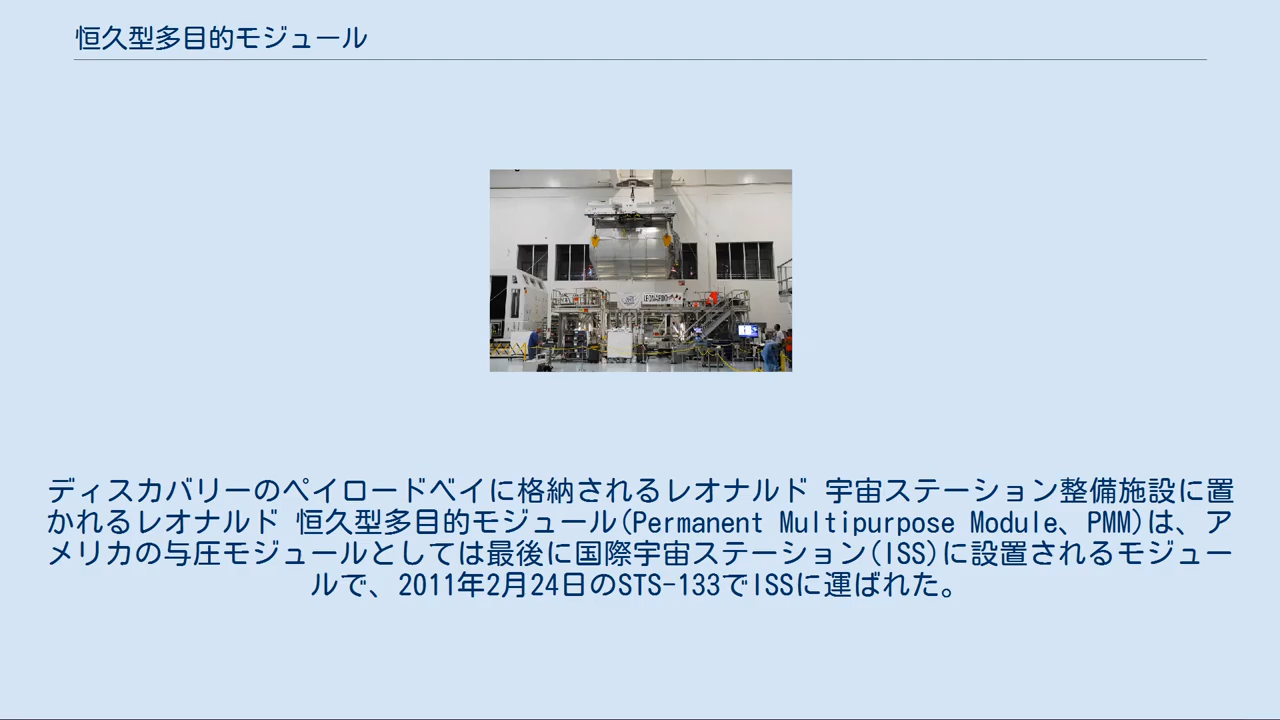 恒久型多目的モジュール
ディスカバリーのペイロードベイに格納されるレオナルド 宇宙ステーション整備施設に置
かれるレオナルド 恒久型多目的モジュール(Permanent Multipurpose Module、PMM)は、ア
メリカの与圧モジュールとしては最後に国際宇宙ステーション(ISS)に設置されるモジュー
ルで、2011年2月24日のSTS-133でISSに運ばれた。